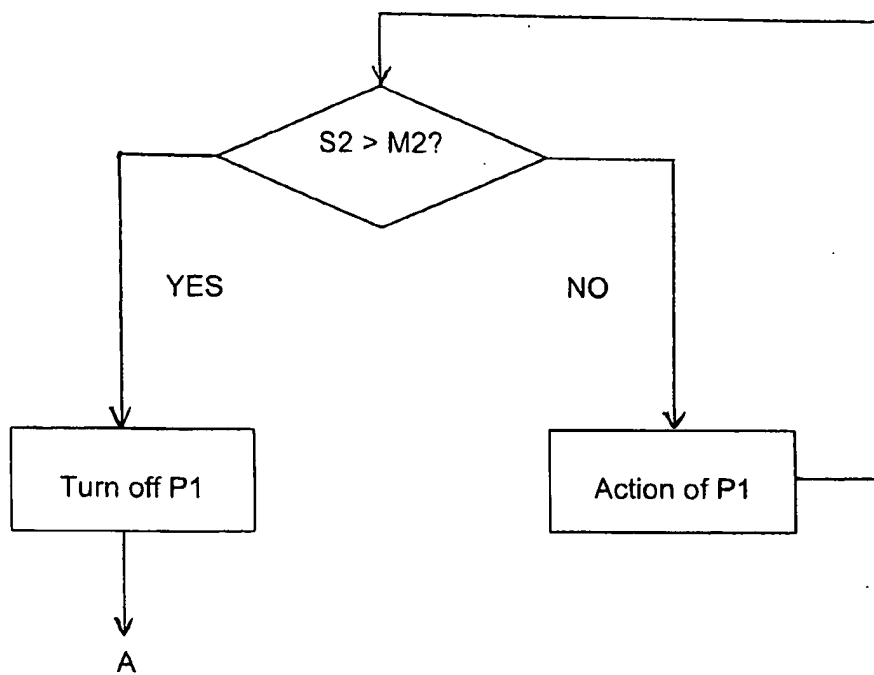 S2 > M2?
YES
NO
Turn off P1
Action of P1
A